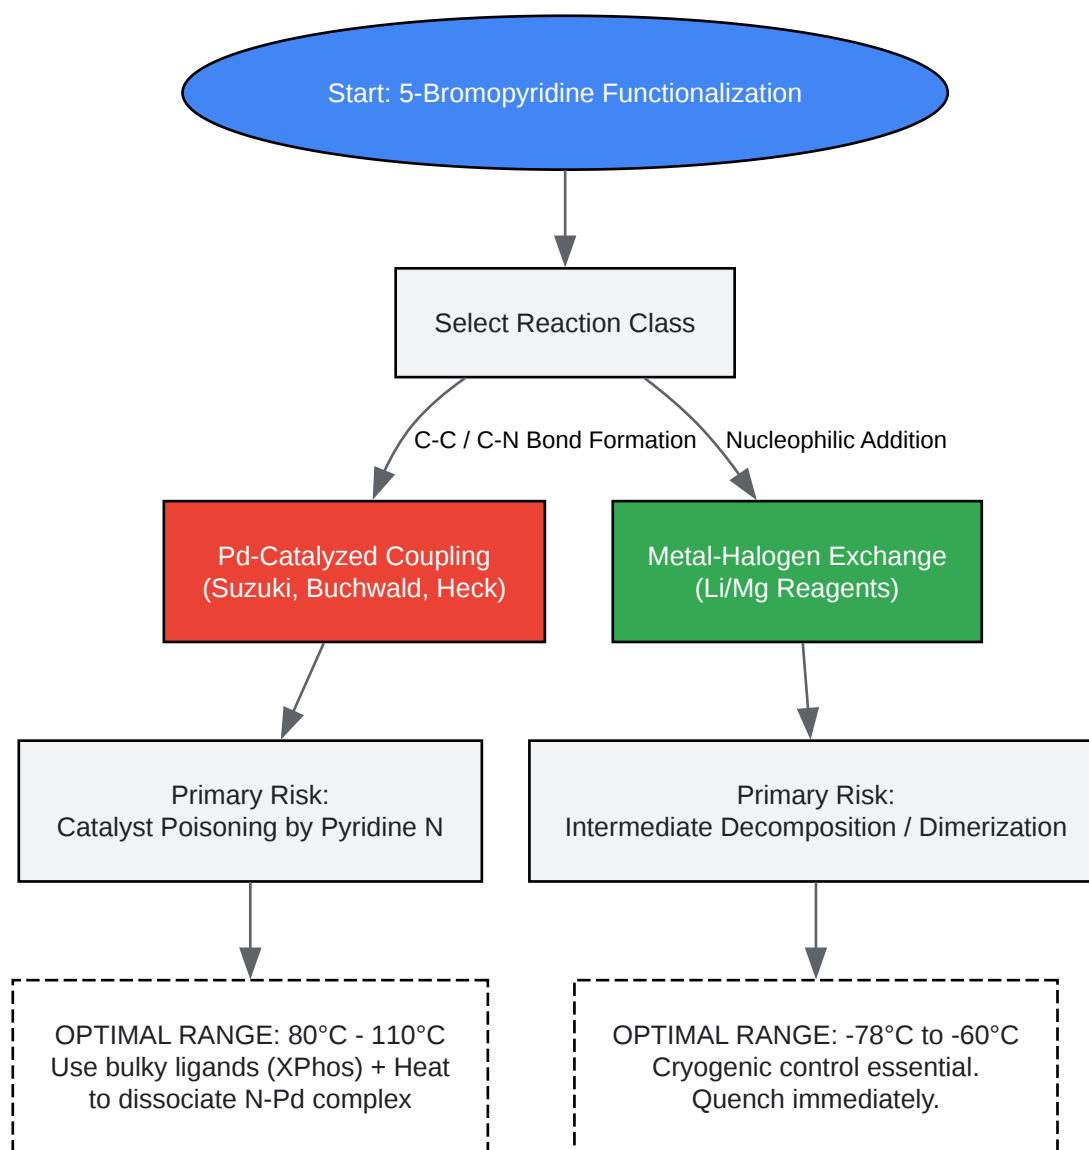 Start: 5-Bromopyridine Functionalization
Select Reaction Class
C-C / C-N Bond Formation
Nucleophilic Addition
Pd-Catalyzed Coupling
(Suzuki, Buchwald, Heck)
Metal-Halogen Exchange
(Li/Mg Reagents)
Primary Risk:
Catalyst Poisoning by Pyridine N
Primary Risk:
Intermediate Decomposition / Dimerization
OPTIMAL RANGE: 80°C - 110°C
Use bulky ligands (XPhos) + Heat
to dissociate N-Pd complex
OPTIMAL RANGE: -78°C to -60°C
Cryogenic control essential.
Quench immediately.